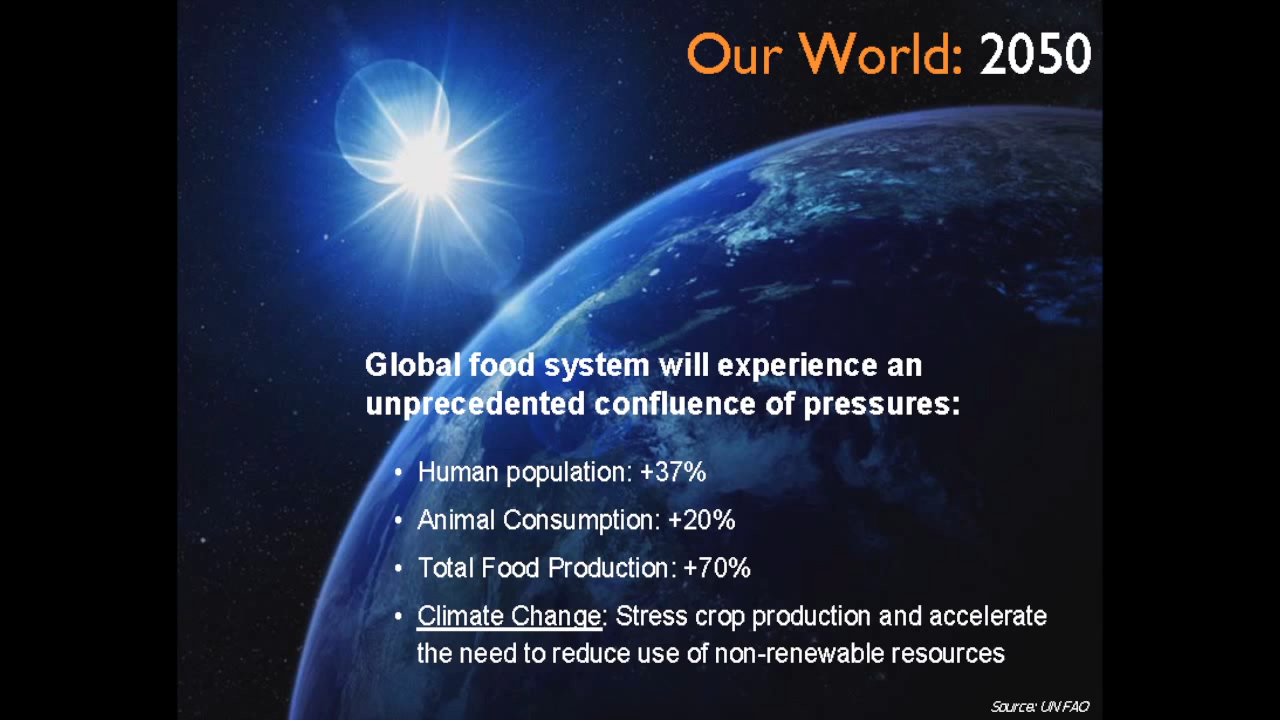 Our World: 2050
Global food system will experience an
unprecedented confluence of pressures:
• Human population: +37%
• Animal Consumption: +20%
• Total Food Production: +70%
• Climate Change: Stress crop production and accelerate
the need to reduce use of non-renewable resources
Source: UN FAO